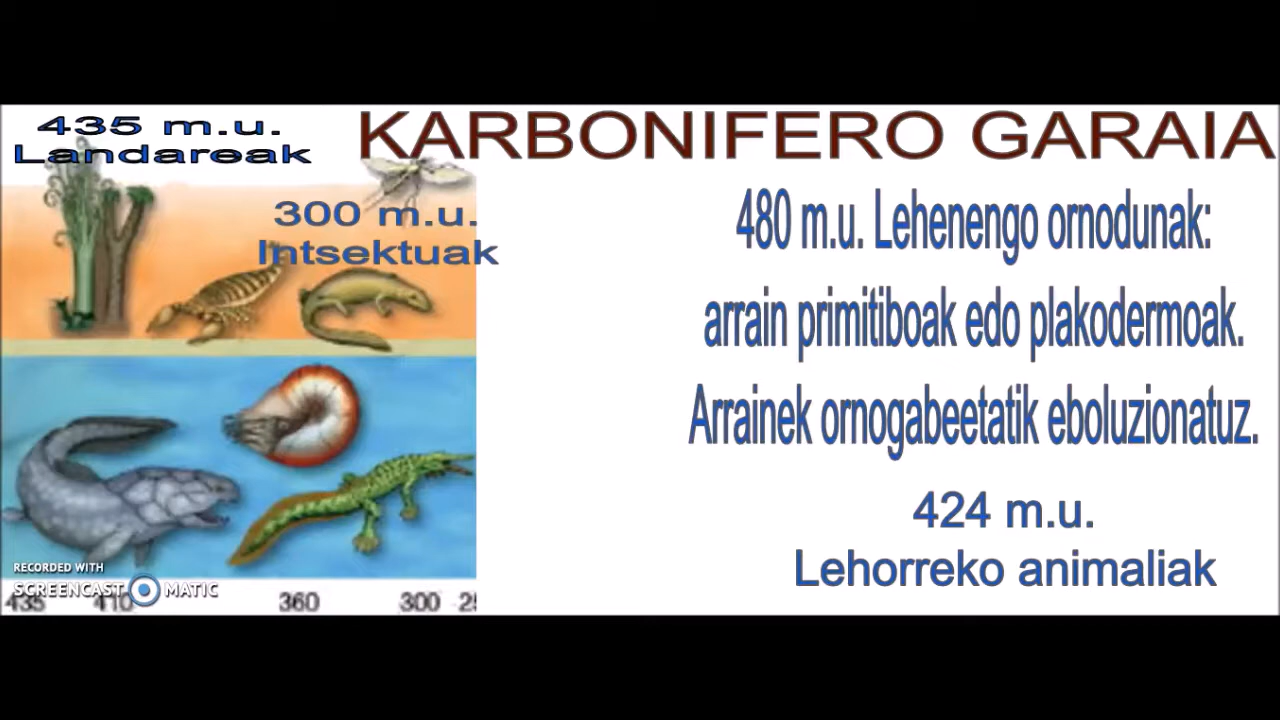 KARBONIFERO GARAIA
435 m.u.
Landareak
300 m.u.
Intsektuak
480 m.u. Lehenengo ornodunak:
arrain primitiboak edo plakodermoak.
Arrainek ornogabeetatik eboluzionatuz.
424 m.u.
Lehorreko animaliak
RECORDED WITH
SCREENCAST MATIC
435 410 360 300